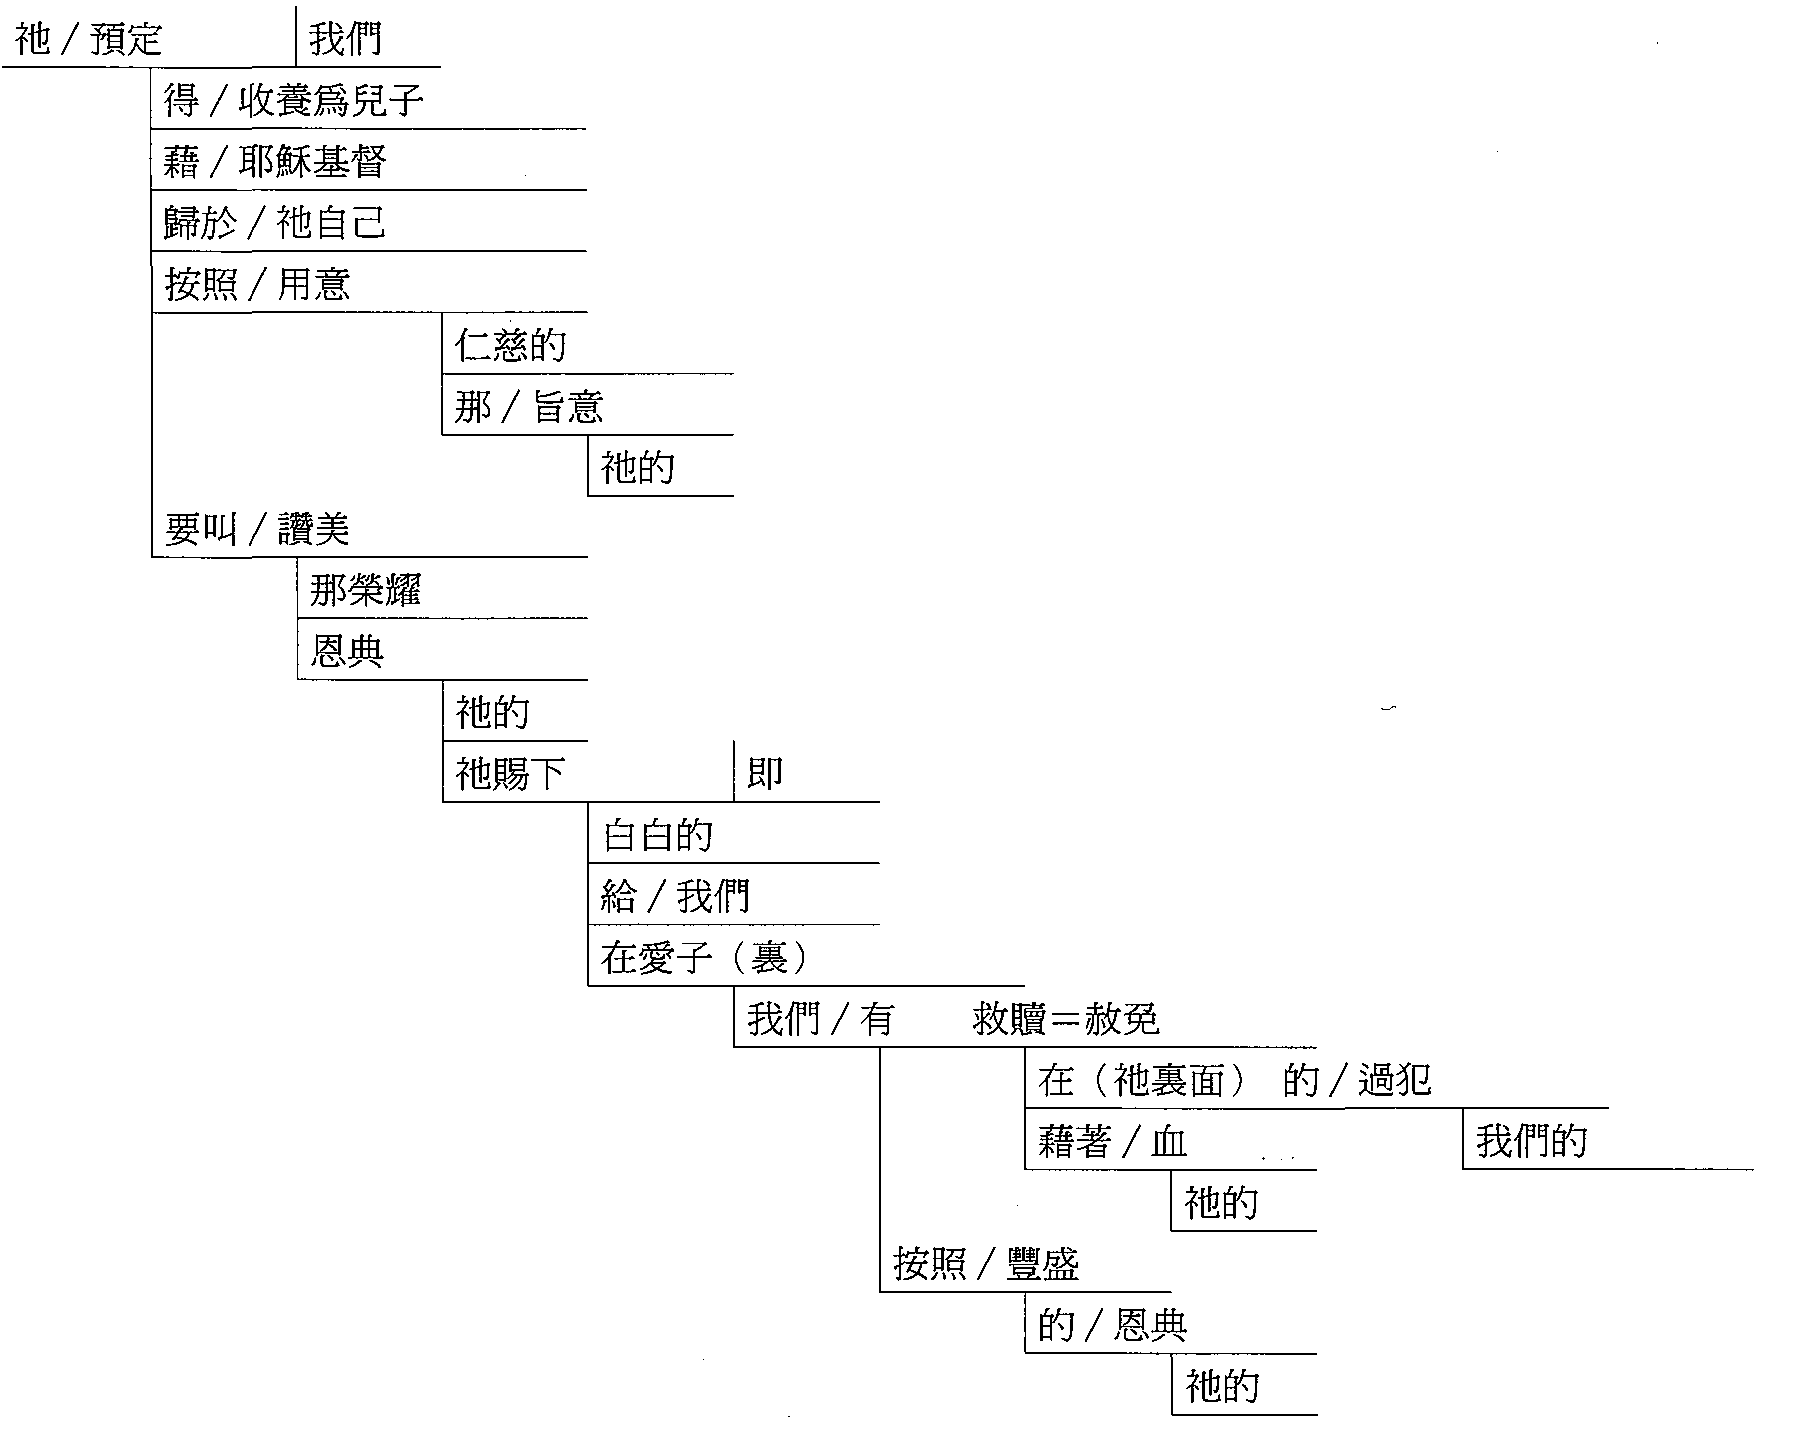 祂／預定 我們
得／收養爲兒子
藉／耶穌基督
歸於／祂自己
按照／用意
仁慈的
那／旨意
祂的
要叫／讚美
那榮耀
恩典
祂的
祂賜下 即
白白的
給／我們
在愛子（裏）
我們／有 救贖＝赦免
在（祂裏面） 的／過犯
藉著／血 我們的
祂的
按照／豐盛
的／恩典
祂的